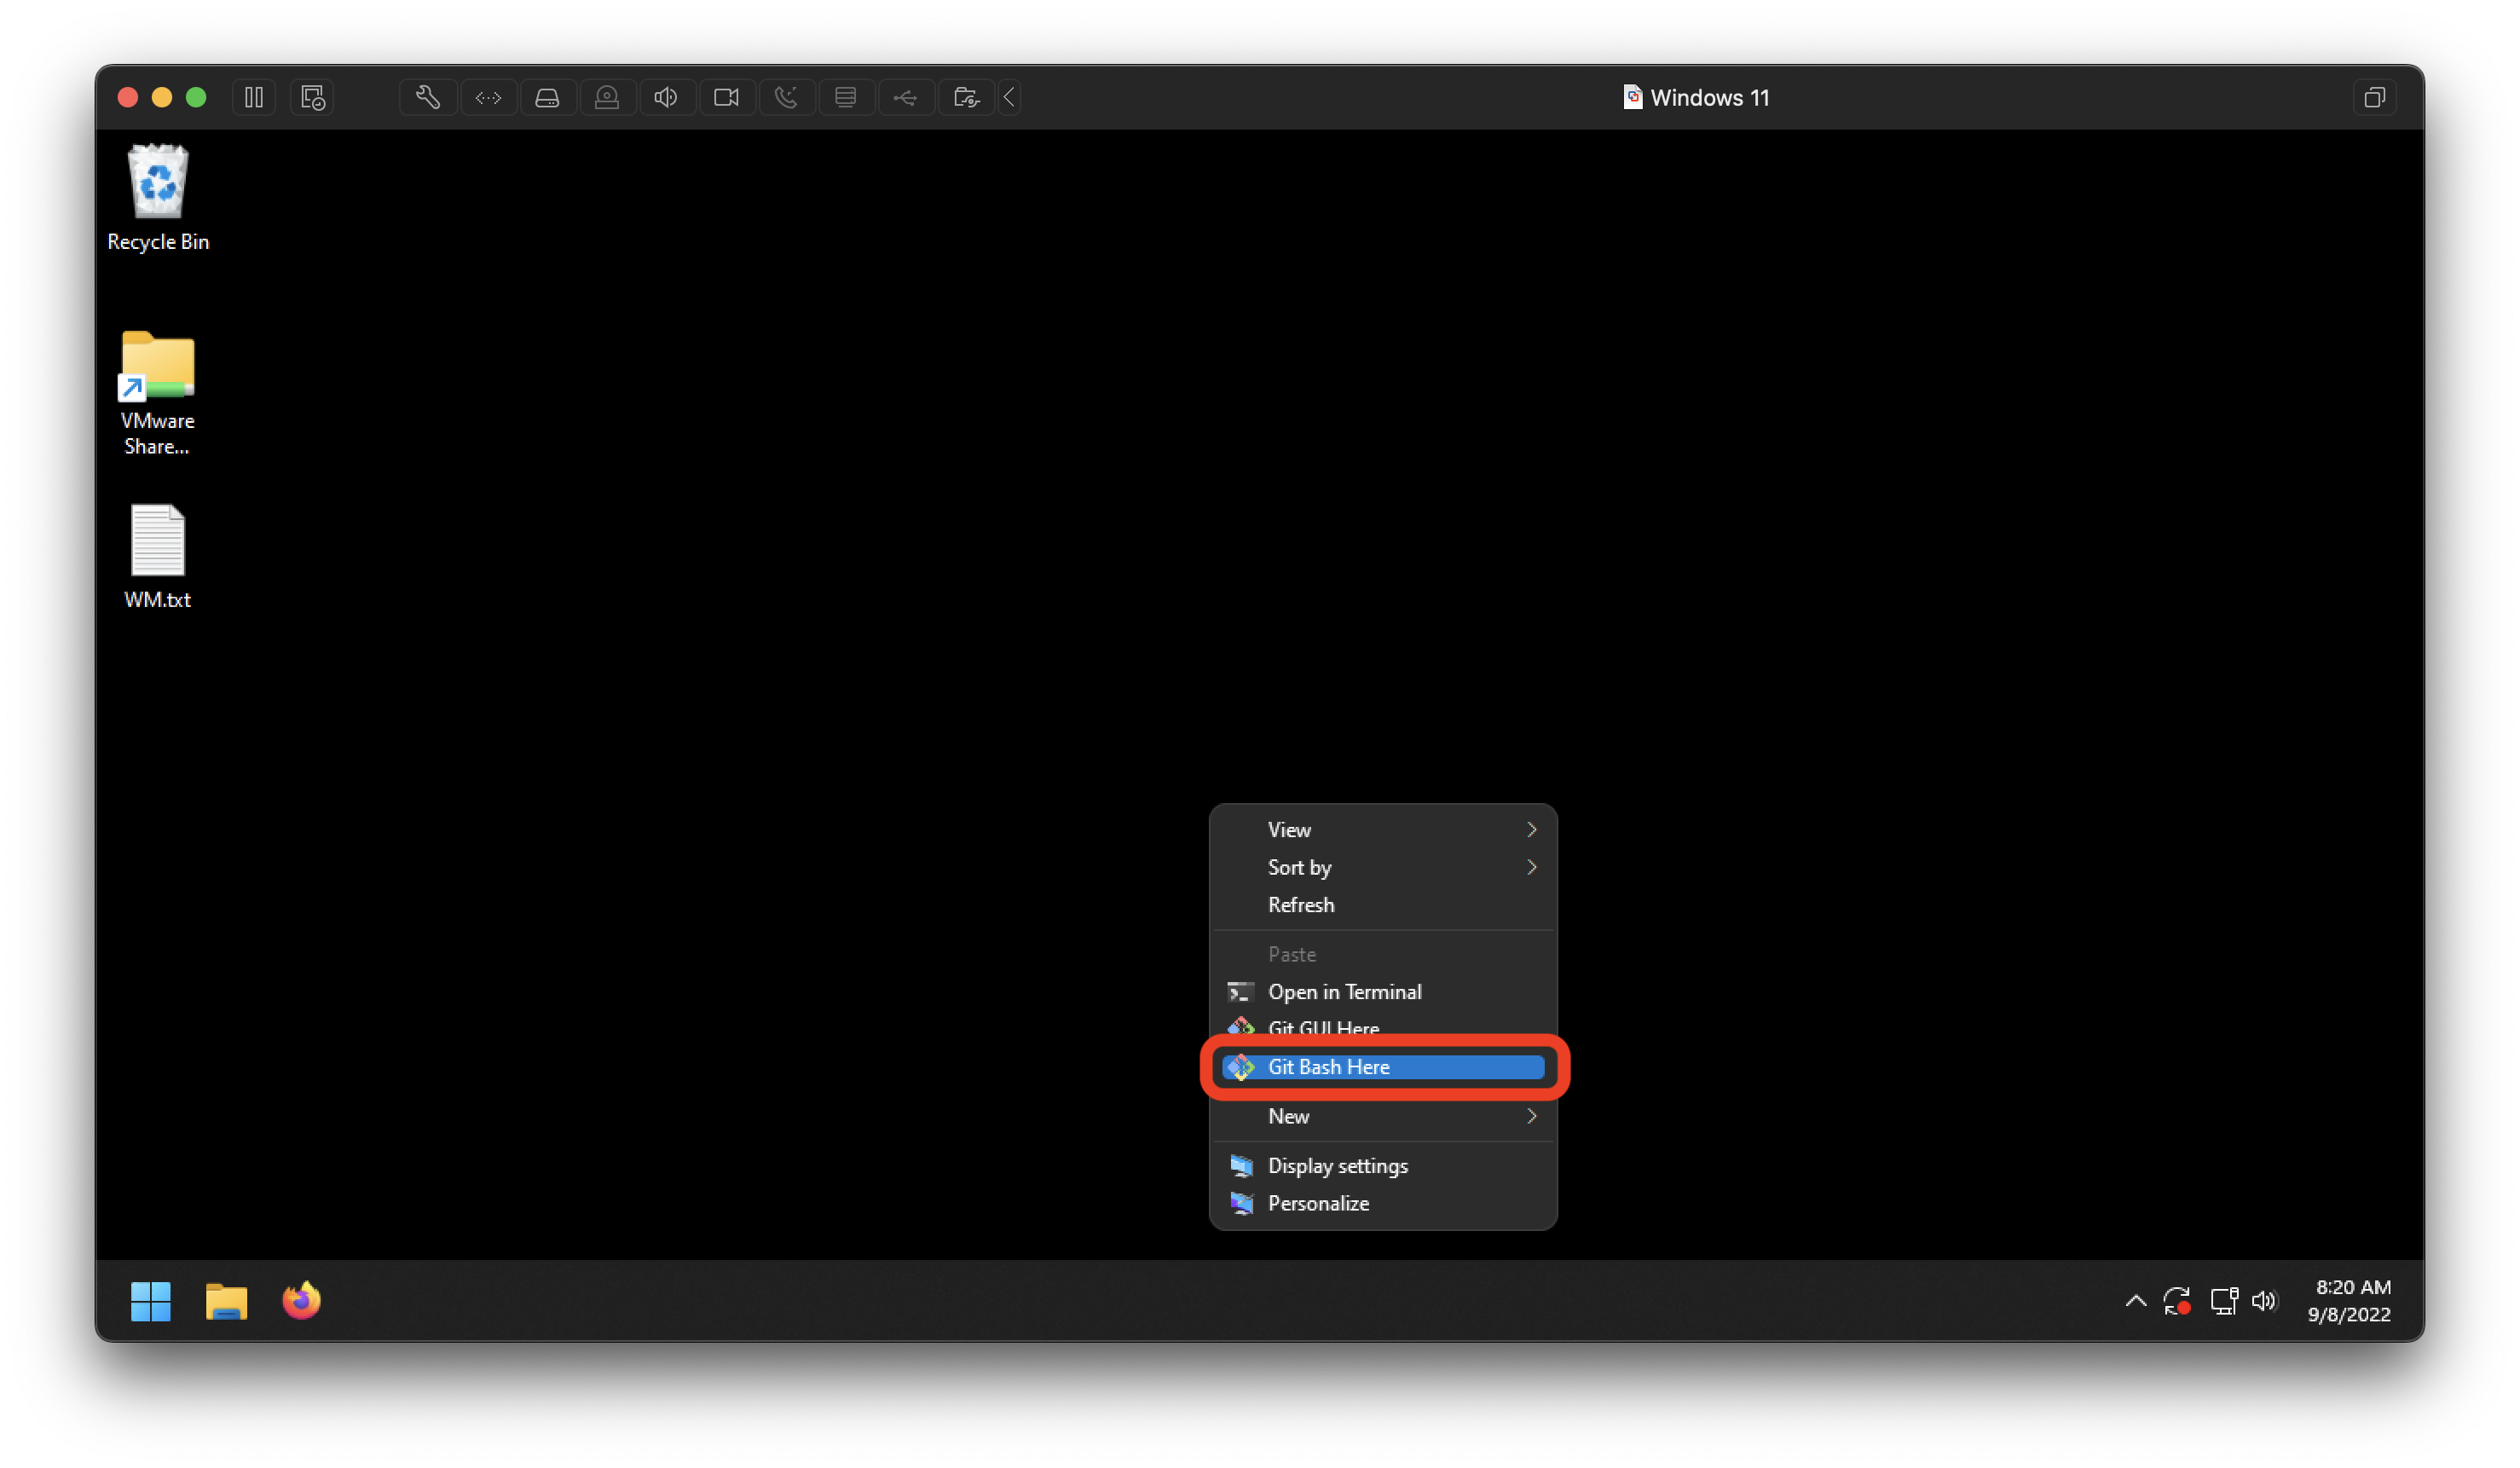 Windows 11
Recycle Bin
VMware
Share...
WM.txt
View
Sort by
Refresh
Paste
Open in Terminal
Git GUI Here
Git Bash Here
New
Display settings
Personalize
8:20 AM
9/8/2022